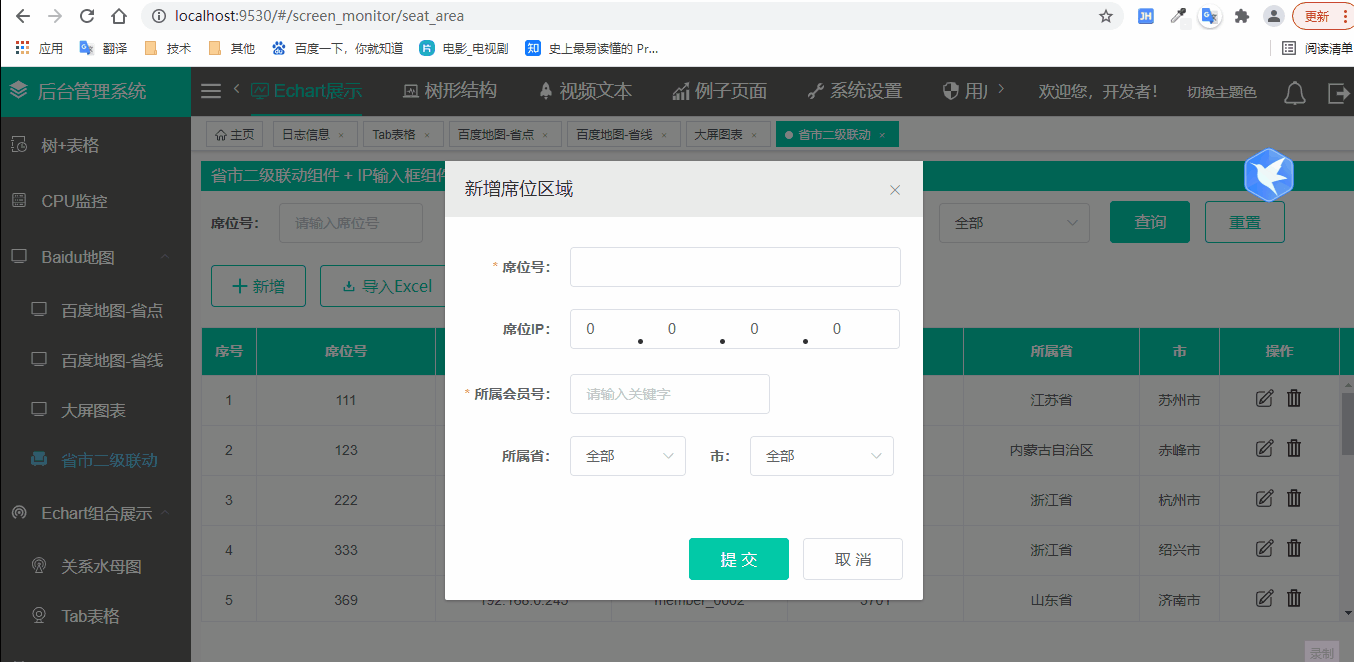 localhost:9530/#/screen_monitor/seat_area
更新
应用 翻译 技术 其他 百度一下，你就知道 电影_电视剧 知 史上最易读懂的 Pr... 阅读清单
后台管理系统 Echart展示 树形结构 视频文本 例子页面 系统设置 欢迎您，开发者！ 切换主题色
主页 日志信息 × Tab表格 × 百度地图-省点 × 百度地图-省线 × 大屏图表 × 省市二级联动 ×
树+表格
CPU监控
Baidu地图
百度地图-省点
百度地图-省线
大屏图表
省市二级联动
Echart组合展示
关系水母图
Tab表格
省市二级联动组件 + IP输入框组件
席位号： 请输入席位号 全部 查询 重置
新增 导入Excel
序号 席位号 所属省 市 操作
1 111 江苏省 苏州市
2 123 内蒙古自治区 赤峰市
3 222 浙江省 杭州市
4 333 浙江省 绍兴市
5 369 192.168.0.245 member_0002 3701 山东省 济南市
新增席位区域
* 席位号：
席位IP： 0 . 0 . 0 . 0
* 所属会员号： 请输入关键字
所属省： 全部 市： 全部
提 交 取 消
录制